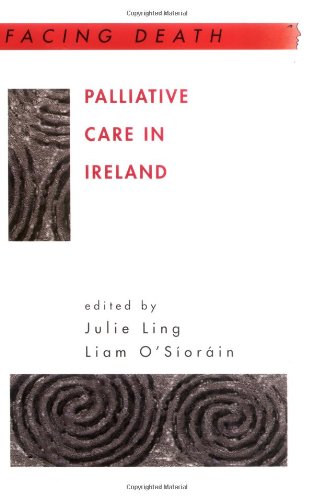 FACING DEATH
PALLIATIVE
CARE IN
IRELAND
edited by
Julie Ling
Liam O'Síoráin